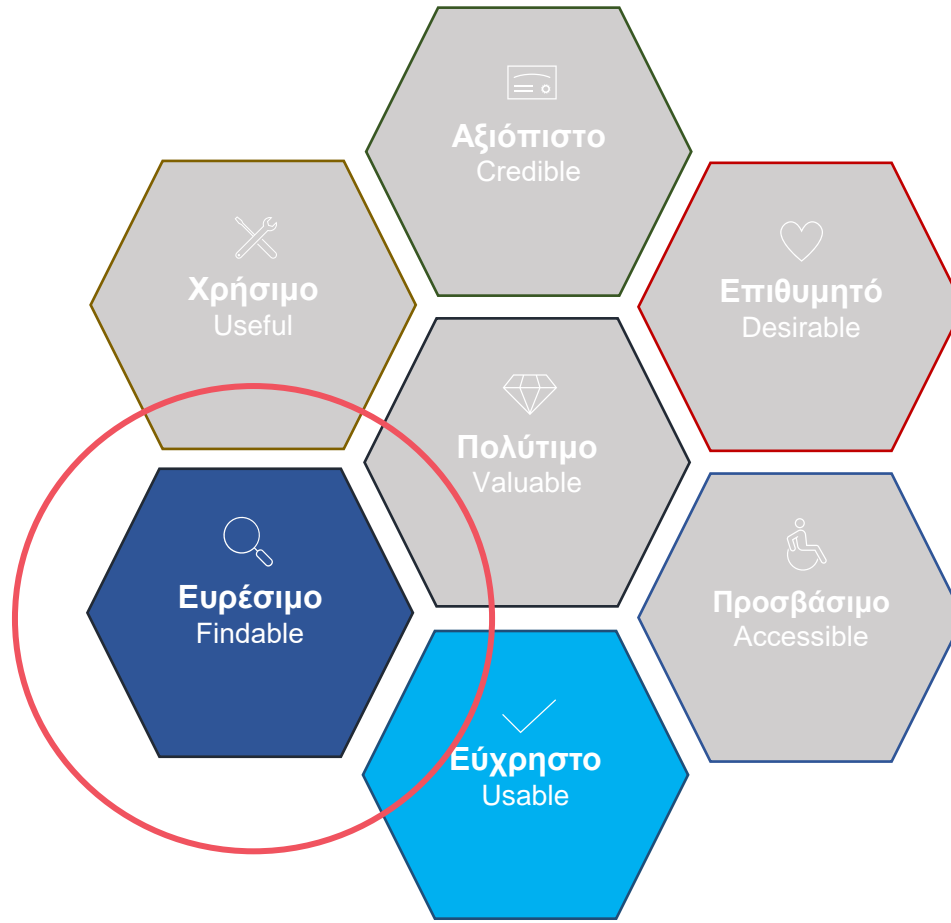 Αξιόπιστο
Credible
Χρήσιμο
Useful
Επιθυμητό
Desirable
Πολύτιμο
Valuable
Ευρέσιμο
Findable
Προσβάσιμο
Accessible
Εύχρηστο
Usable